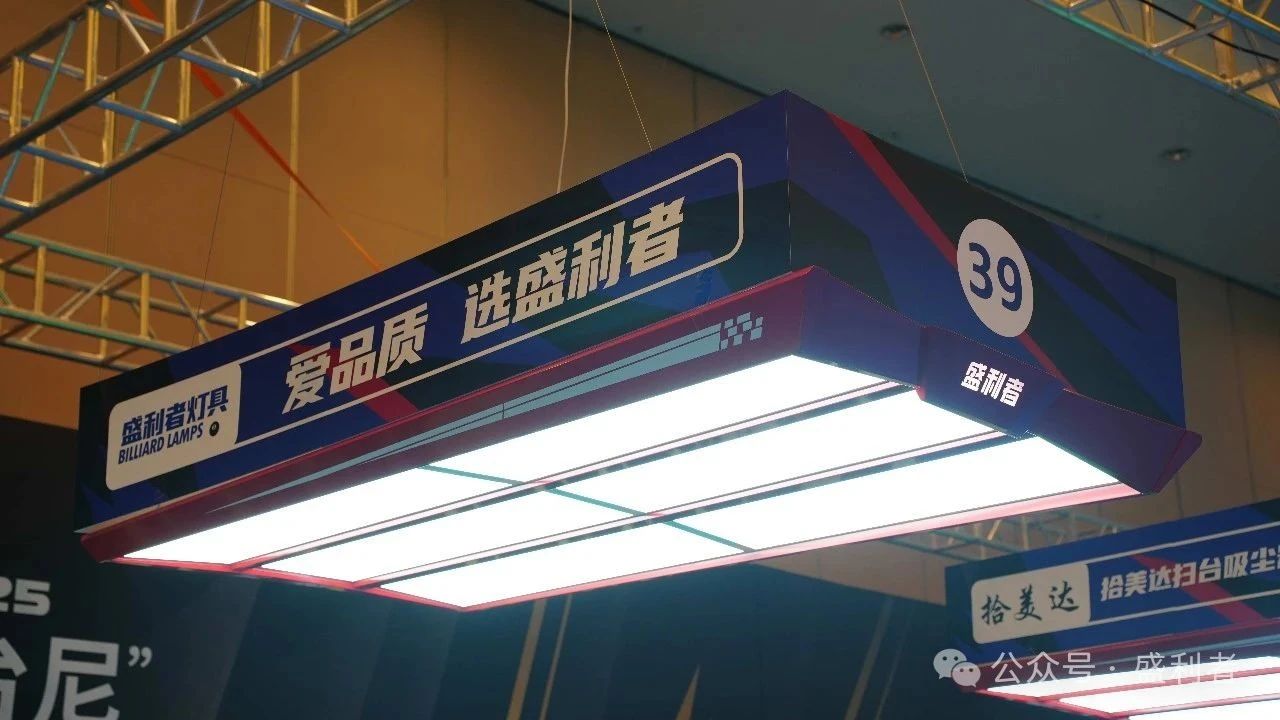 爱品质 选盛利者
盛利者灯具
BILLIARD LAMPS
39
盛利者
25
尼”
拾美达
拾美达扫台吸尘
公众号 · 盛利者